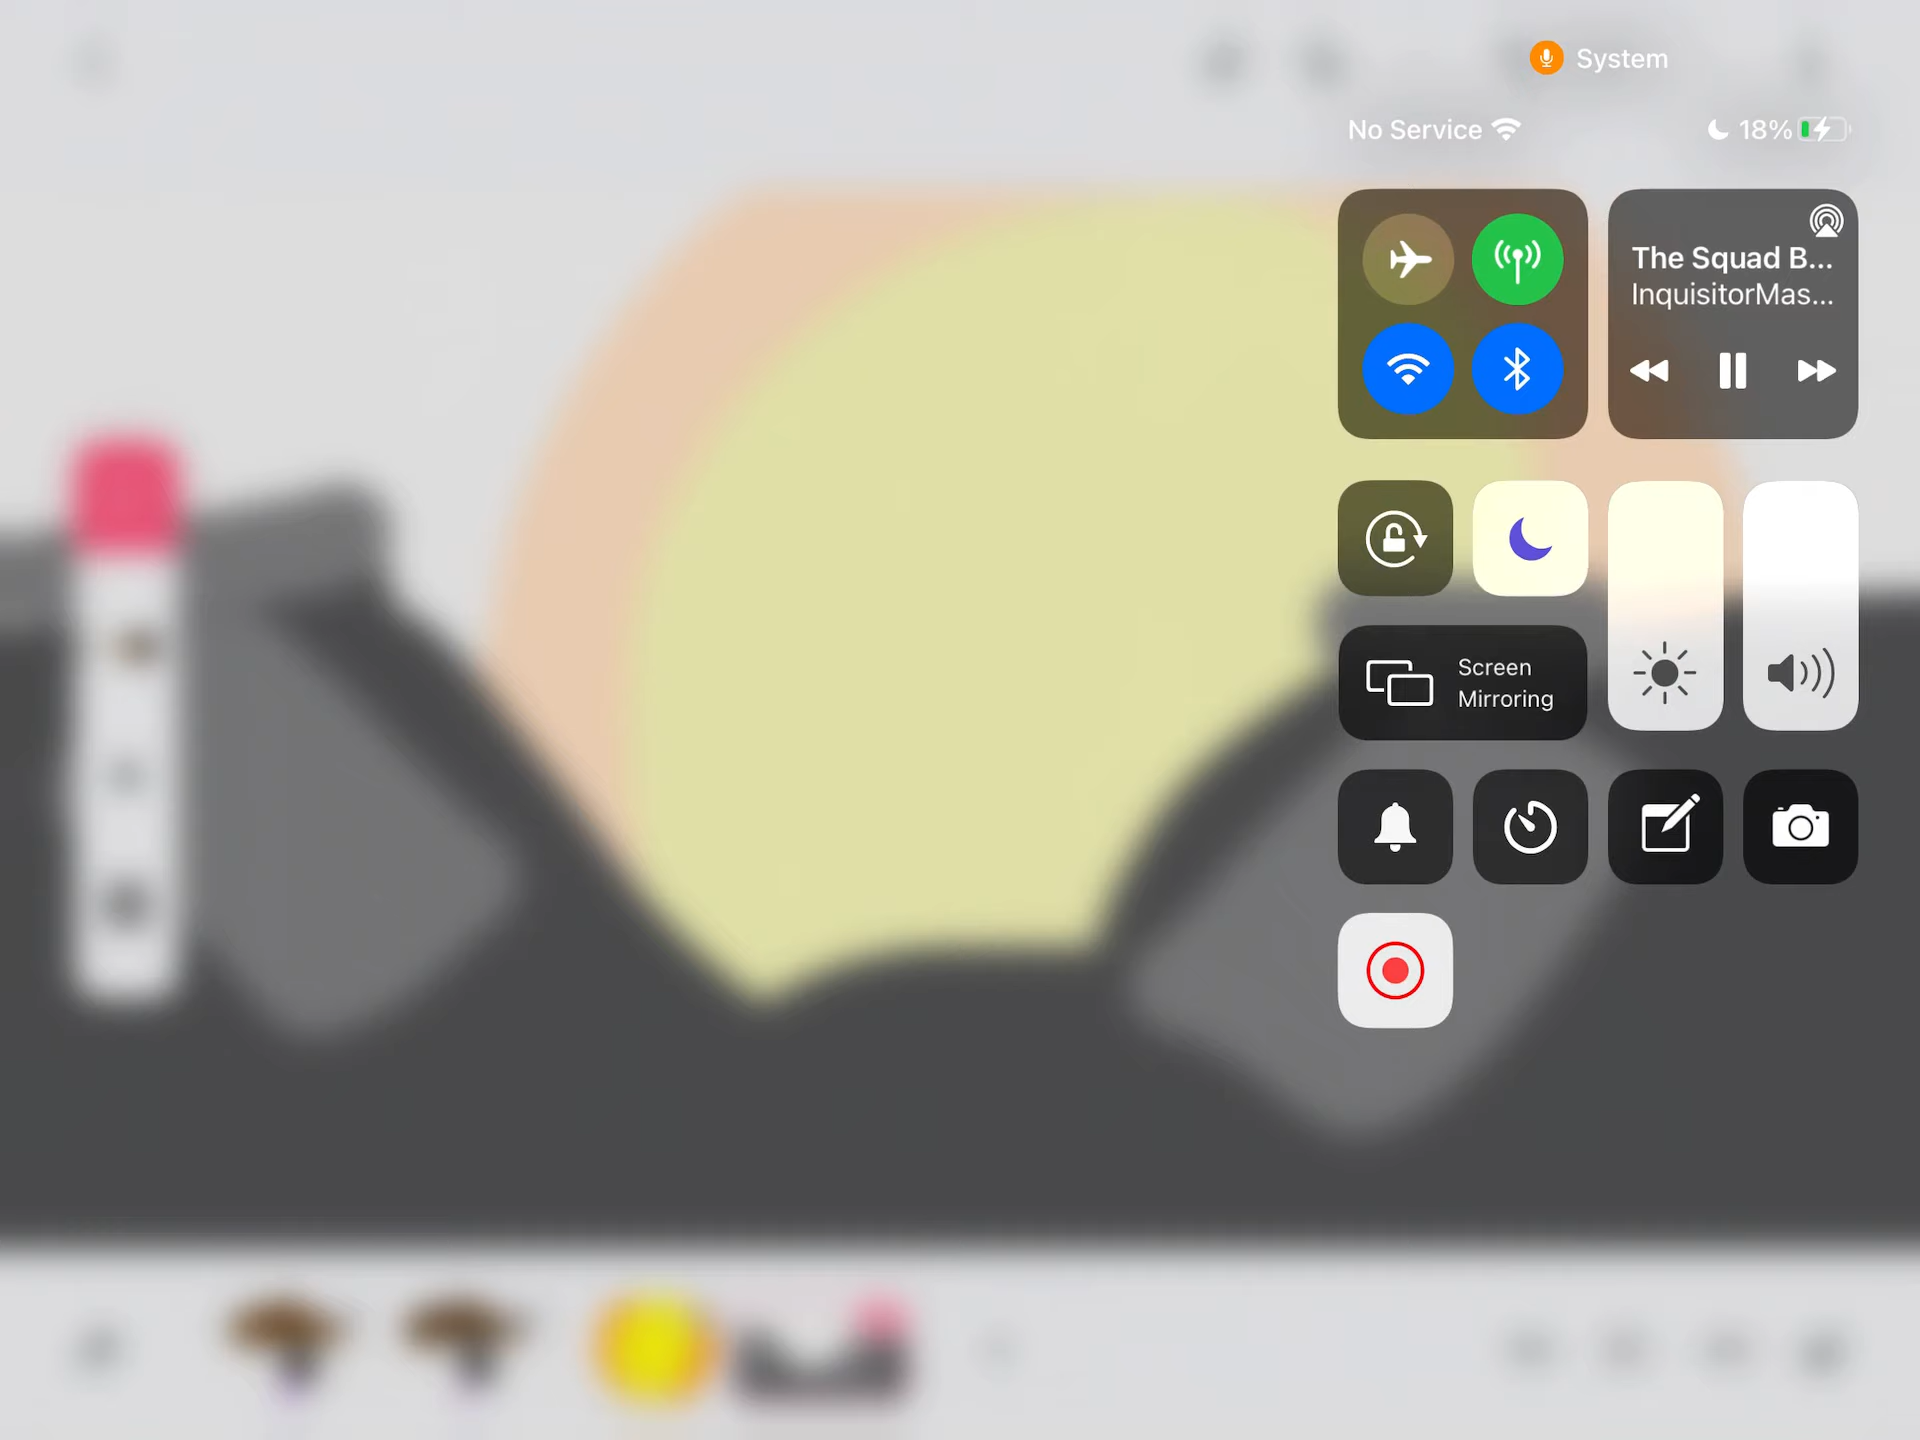 System
No Service
18%
The Squad B...
InquisitorMas...
Screen
Mirroring